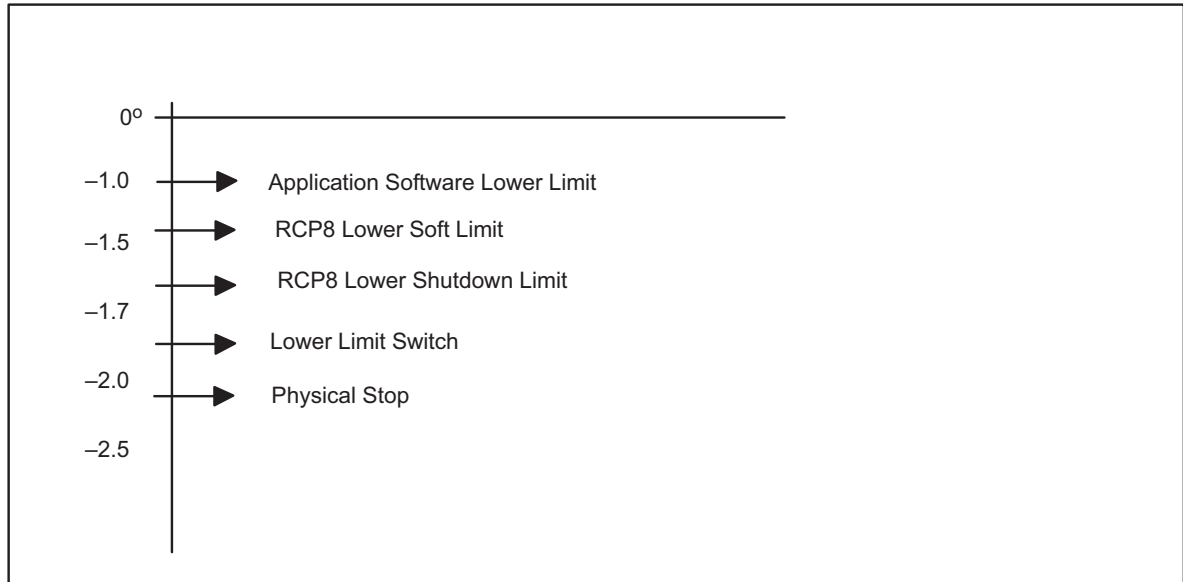 0º
–1.0 Application Software Lower Limit
RCP8 Lower Soft Limit
–1.5
RCP8 Lower Shutdown Limit
–1.7
Lower Limit Switch
–2.0
Physical Stop
–2.5